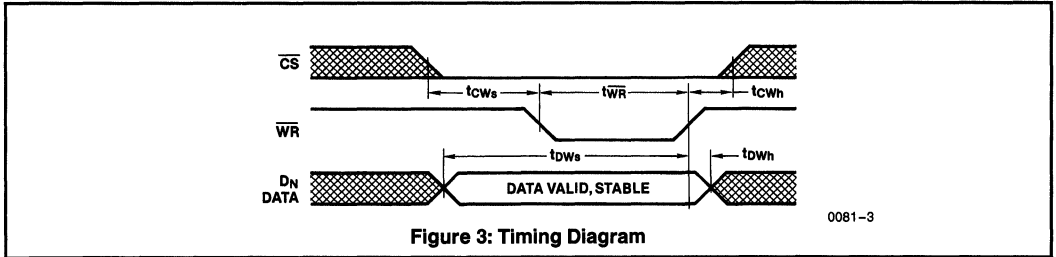 CS
tCWs
tWR
tCWh
WR
tDWs
tDWh
DN
DATA
DATA VALID, STABLE
0081-3
Figure 3: Timing Diagram